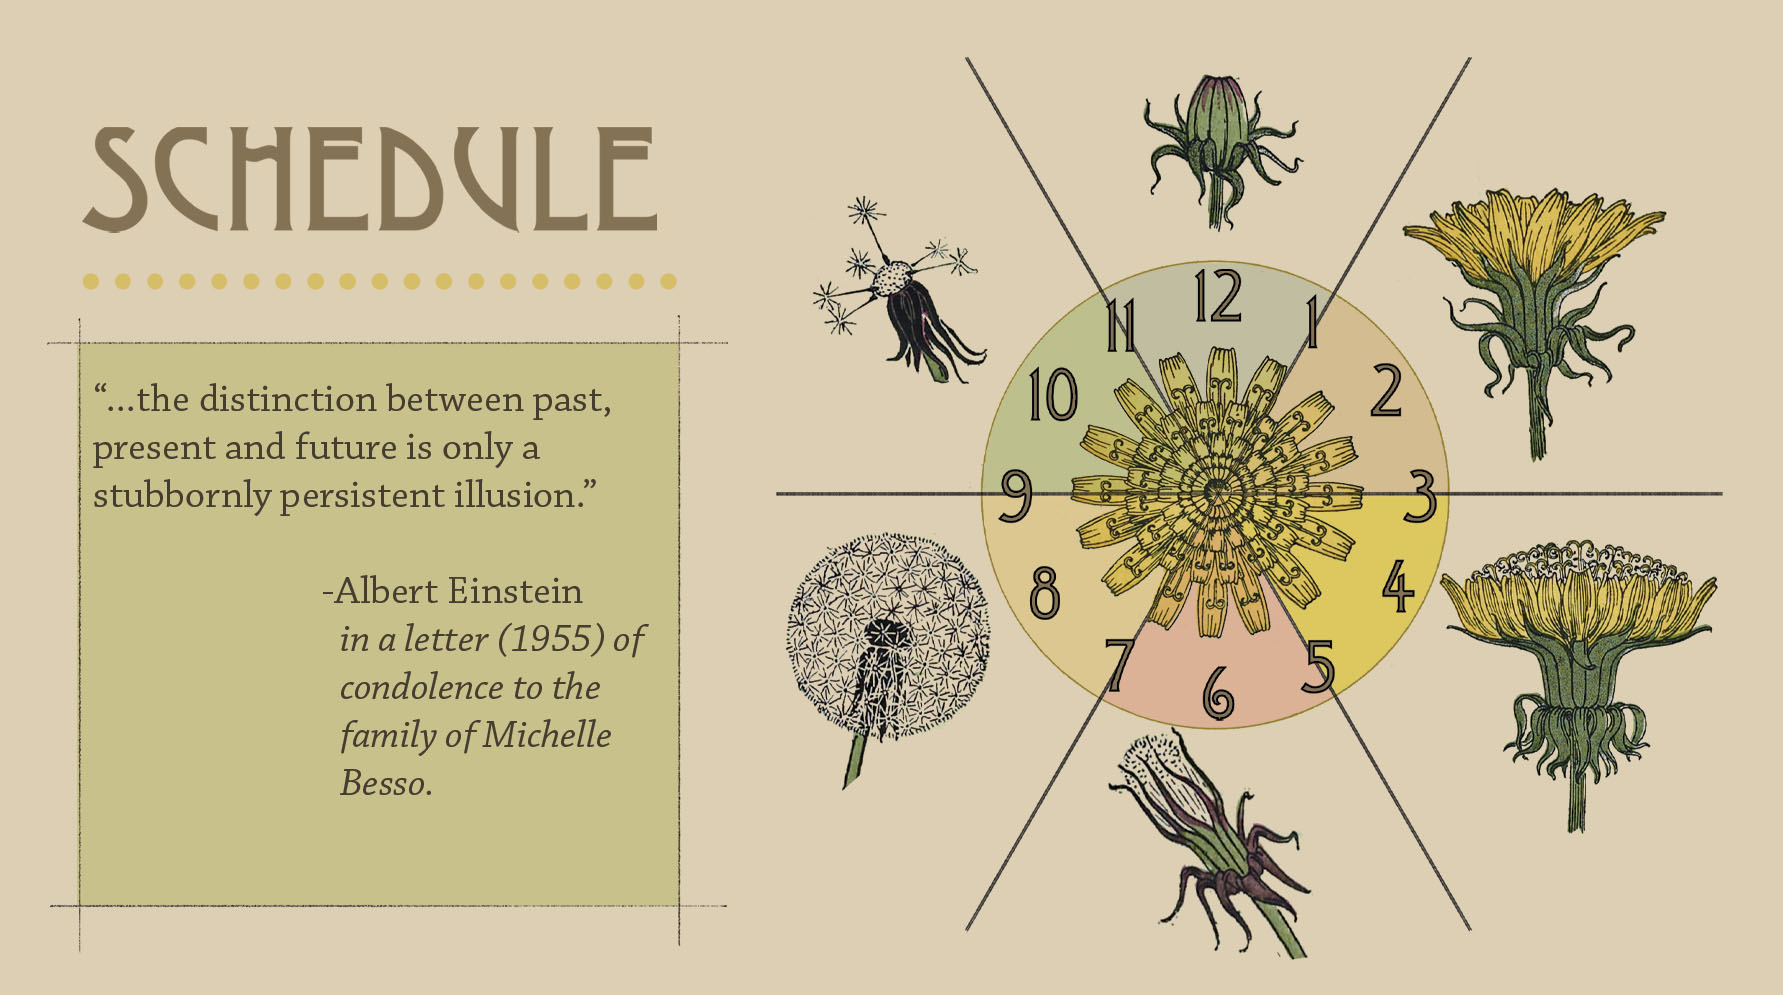 SCHEDULE
“…the distinction between past,
present and future is only a
stubbornly persistent illusion.”
-Albert Einstein
in a letter (1955) of
condolence to the
family of Michelle
Besso.
12
1
2
3
4
5
6
7
8
9
10
11